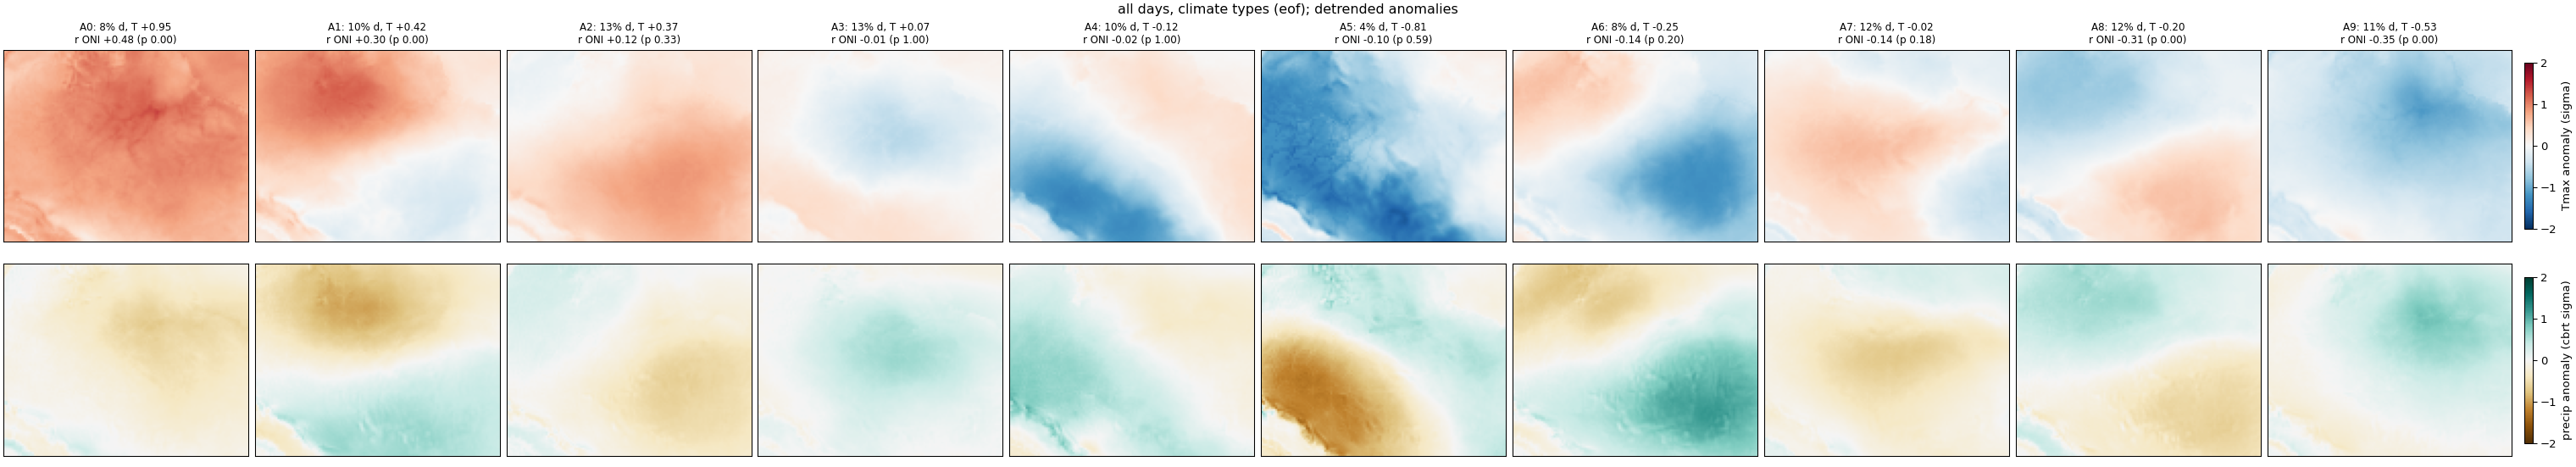 all days, climate types (eof); detrended anomalies
A0: 8% d, T +0.95
r ONI +0.48 (p 0.00)
A1: 10% d, T +0.42
r ONI +0.30 (p 0.00)
A2: 13% d, T +0.37
r ONI +0.12 (p 0.33)
A3: 13% d, T +0.07
r ONI -0.01 (p 1.00)
A4: 10% d, T -0.12
r ONI -0.02 (p 1.00)
A5: 4% d, T -0.81
r ONI -0.10 (p 0.59)
A6: 8% d, T -0.25
r ONI -0.14 (p 0.20)
A7: 12% d, T -0.02
r ONI -0.14 (p 0.18)
A8: 12% d, T -0.20
r ONI -0.31 (p 0.00)
A9: 11% d, T -0.53
r ONI -0.35 (p 0.00)
2
1
0
−1
−2
Tmax anomaly (sigma)
2
1
0
−1
−2
precip anomaly (cbrt sigma)